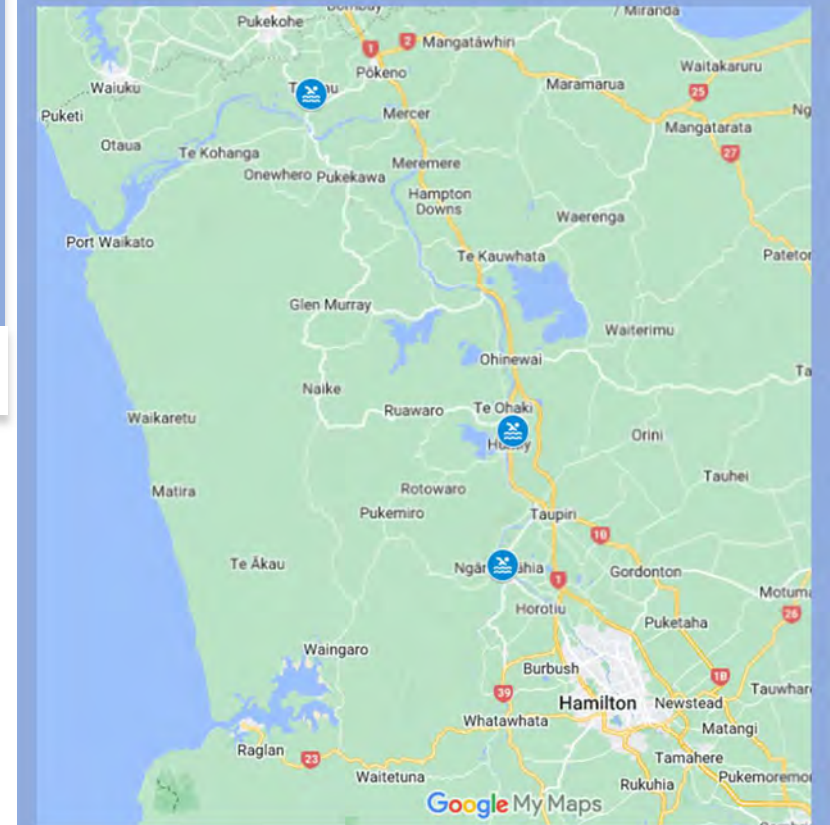 Bombay
/ Miranda
Pukekohe
2
Mangatāwhiri
1
Waitakaruru
Pōkeno
Waiuku
Maramarua
25
Puketi
Mercer
Mangatarata
Otaua
Te Kohanga
Meremere
27
Onewhero
Pukekawa
Hampton
Downs
Waerenga
Port Waikato
Te Kauwhata
Glen Murray
Waiterimu
Ohinewai
Naike
Ruawaro
Te Ohaki
Waikaretu
Orini
Tauhei
Rotowaro
Matira
Pukemiro
Taupiri
1B
Te Ākau
Gordonton
1
Horotiu
26
Puketaha
Waingaro
Burbush
1B
39
Hamilton
Newstead
Whatawhata
Matangi
Raglan
23
Tamahere
Waitetuna
Rukuhia
Google My Maps